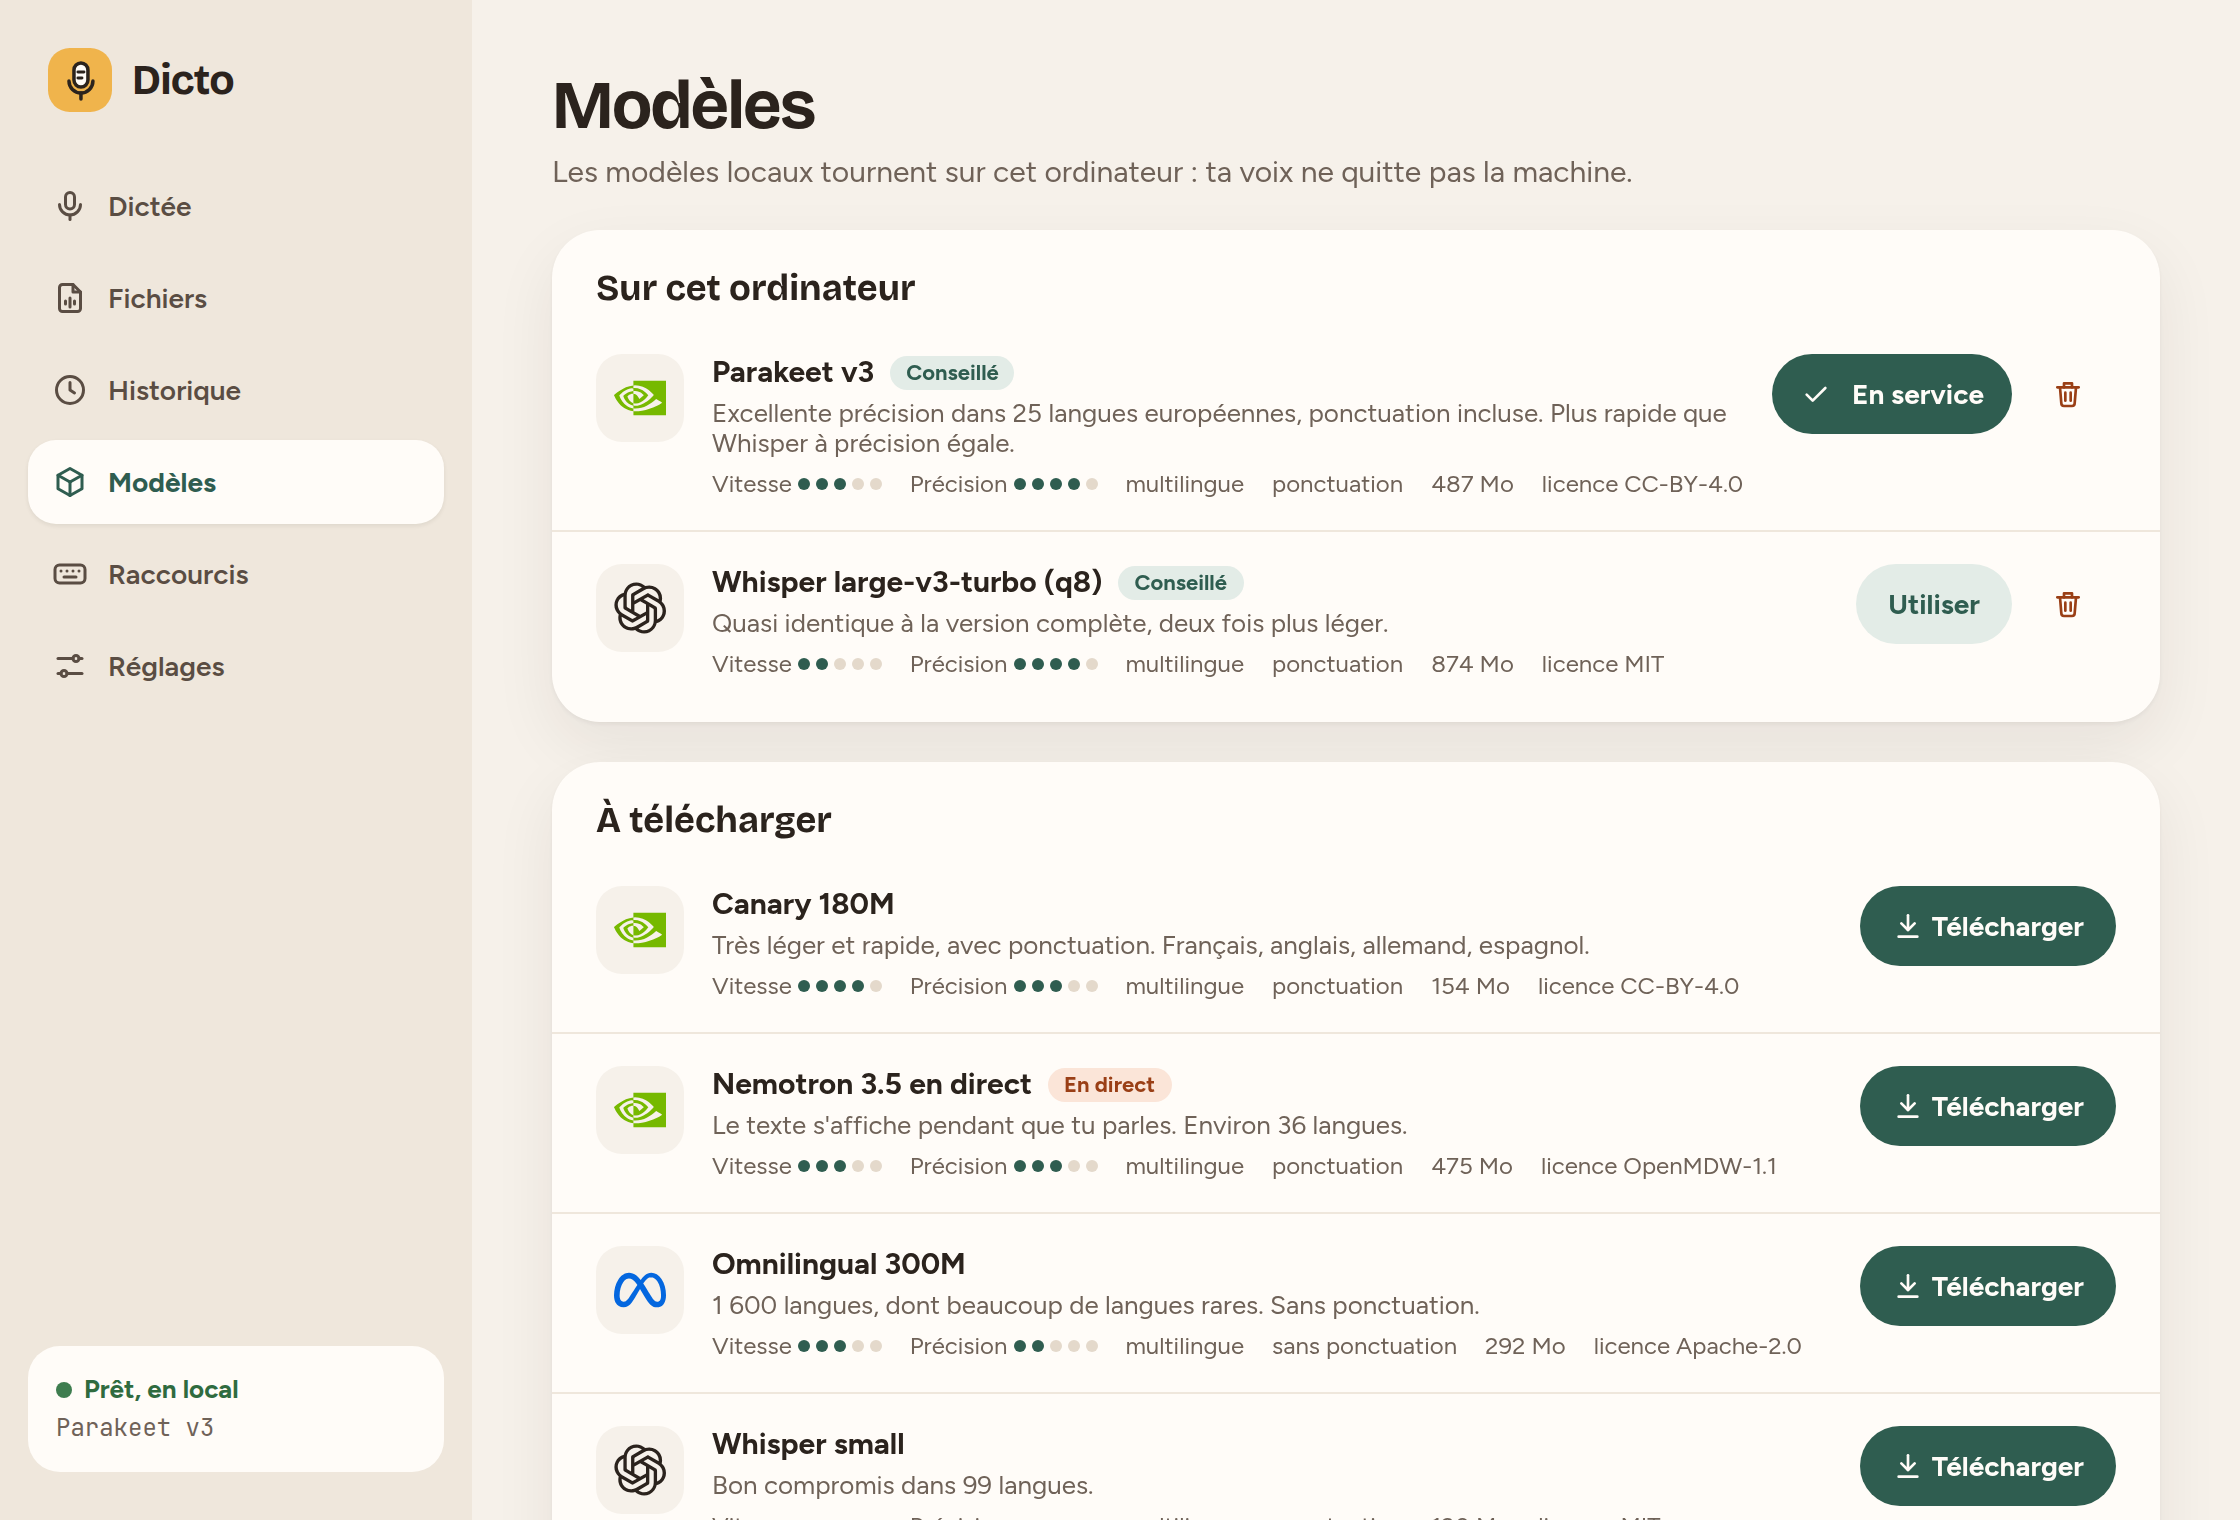 Dicto
Dictée
Fichiers
Historique
Modèles
Raccourcis
Réglages
Prêt, en local
Parakeet v3
Modèles
Les modèles locaux tournent sur cet ordinateur : ta voix ne quitte pas la machine.
Sur cet ordinateur
Parakeet v3 Conseillé
Excellente précision dans 25 langues européennes, ponctuation incluse. Plus rapide que
Whisper à précision égale.
Vitesse Précision multilingue ponctuation 487 Mo licence CC-BY-4.0
En service
Whisper large-v3-turbo (q8) Conseillé
Quasi identique à la version complète, deux fois plus léger.
Vitesse Précision multilingue ponctuation 874 Mo licence MIT
Utiliser
À télécharger
Canary 180M
Très léger et rapide, avec ponctuation. Français, anglais, allemand, espagnol.
Vitesse Précision multilingue ponctuation 154 Mo licence CC-BY-4.0
Télécharger
Nemotron 3.5 en direct En direct
Le texte s'affiche pendant que tu parles. Environ 36 langues.
Vitesse Précision multilingue ponctuation 475 Mo licence OpenMDW-1.1
Télécharger
Omnilingual 300M
1 600 langues, dont beaucoup de langues rares. Sans ponctuation.
Vitesse Précision multilingue sans ponctuation 292 Mo licence Apache-2.0
Télécharger
Whisper small
Bon compromis dans 99 langues.
Télécharger